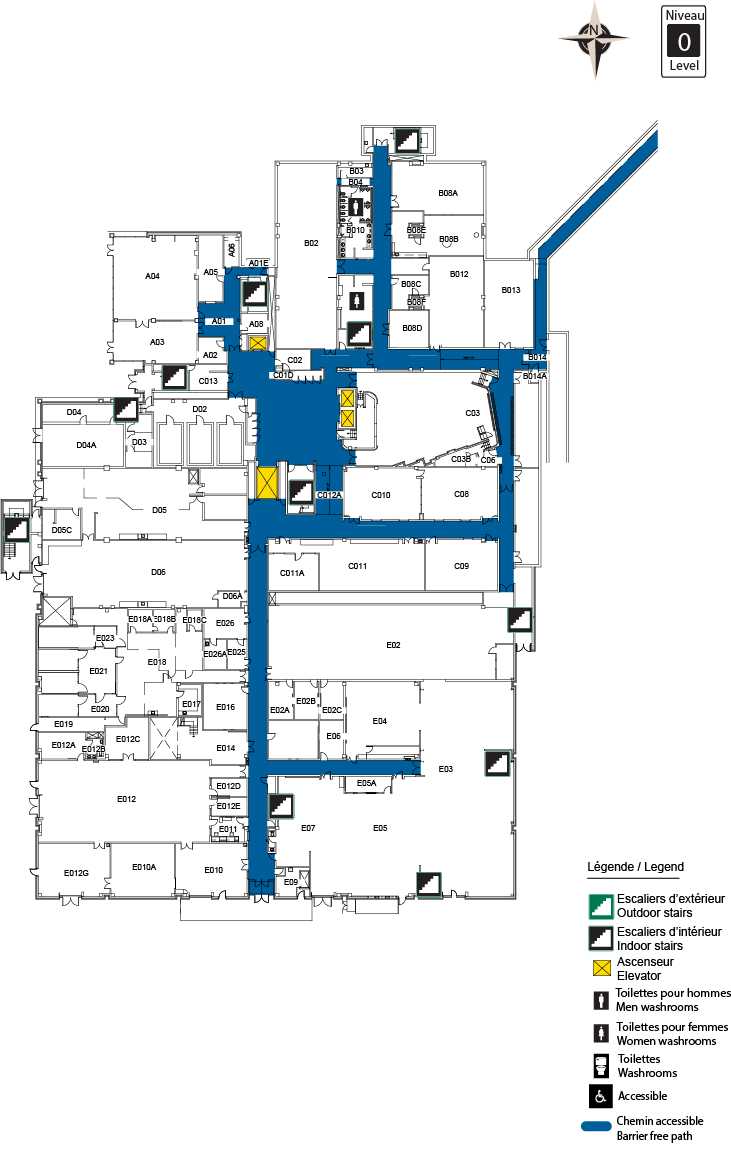 N
Niveau
0
Level
B03
B04
B08A
B010
B08E
B08B
B02
A06
A01E
A05
A04
B012
B013
B08C
B08F
B08D
A01
A08
A03
A02
C02
C01D
C013
B014
B014A
D04
D02
D03
D04A
C03
C03B
C06
C010
C08
C012A
D05
D05C
D06
D06A
C011A
C011
C09
E018A
E018B
E018C
E026
E023
E018
E026A
E025
E021
E02
E020
E017
E016
E02A
E02B
E02C
E019
E012C
E012A
E012B
E014
E06
E04
E03
E012
E012D
E012E
E05A
E011
E07
E05
E012G
E010A
E010
E09
Légende / Legend
Escaliers d'extérieur
Outdoor stairs
Escaliers d'intérieur
Indoor stairs
Ascenseur
Elevator
Toilettes pour hommes
Men washrooms
Toilettes pour femmes
Women washrooms
Toilettes
Washrooms
Accessible
Chemin accessible
Barrier free path